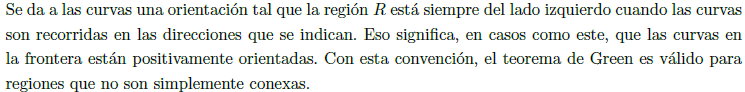 Se da a las curvas una orientación tal que la región R está siempre del lado izquierdo cuando las curvas
son recorridas en las direcciones que se indican. Eso significa, en casos como este, que las curvas en
la frontera están positivamente orientadas. Con esta convención, el teorema de Green es válido para
regiones que no son simplemente conexas.